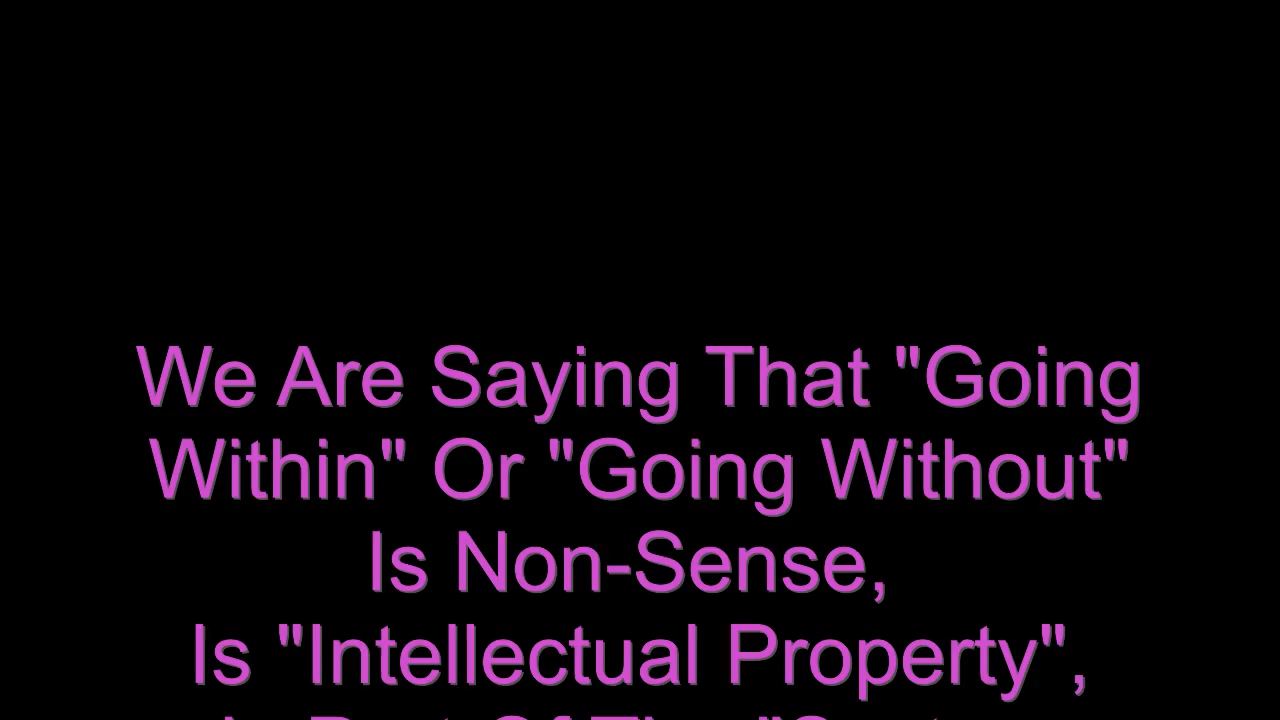 We Are Saying That "Going
Within" Or "Going Without"
Is Non-Sense,
Is "Intellectual Property",